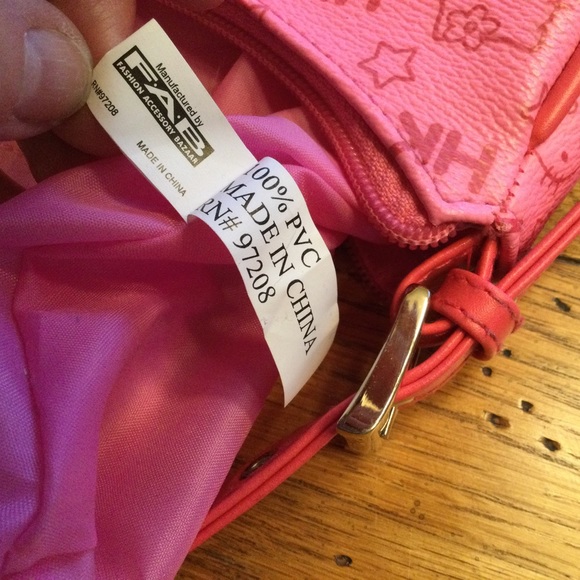 Manufactured by
F.A.B.
FASHION ACCESSORY BAZAAR
RN#97208
MADE IN CHINA
100% PVC
MADE IN CHINA
RN# 97208